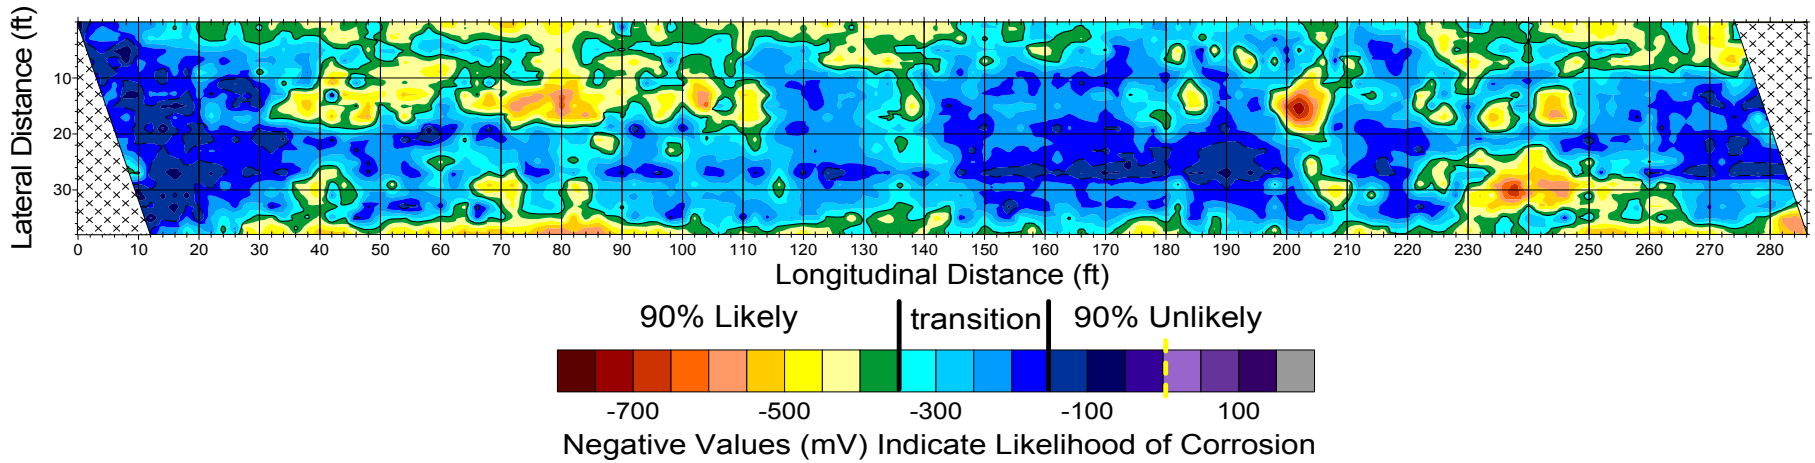 Lateral Distance (ft)
10
20
30
0 10 20 30 40 50 60 70 80 90 100 110 120 130 140 150 160 170 180 190 200 210 220 230 240 250 260 270 280
Longitudinal Distance (ft)
90% Likely transition 90% Unlikely
-700 -500 -300 -100 100
Negative Values (mV) Indicate Likelihood of Corrosion